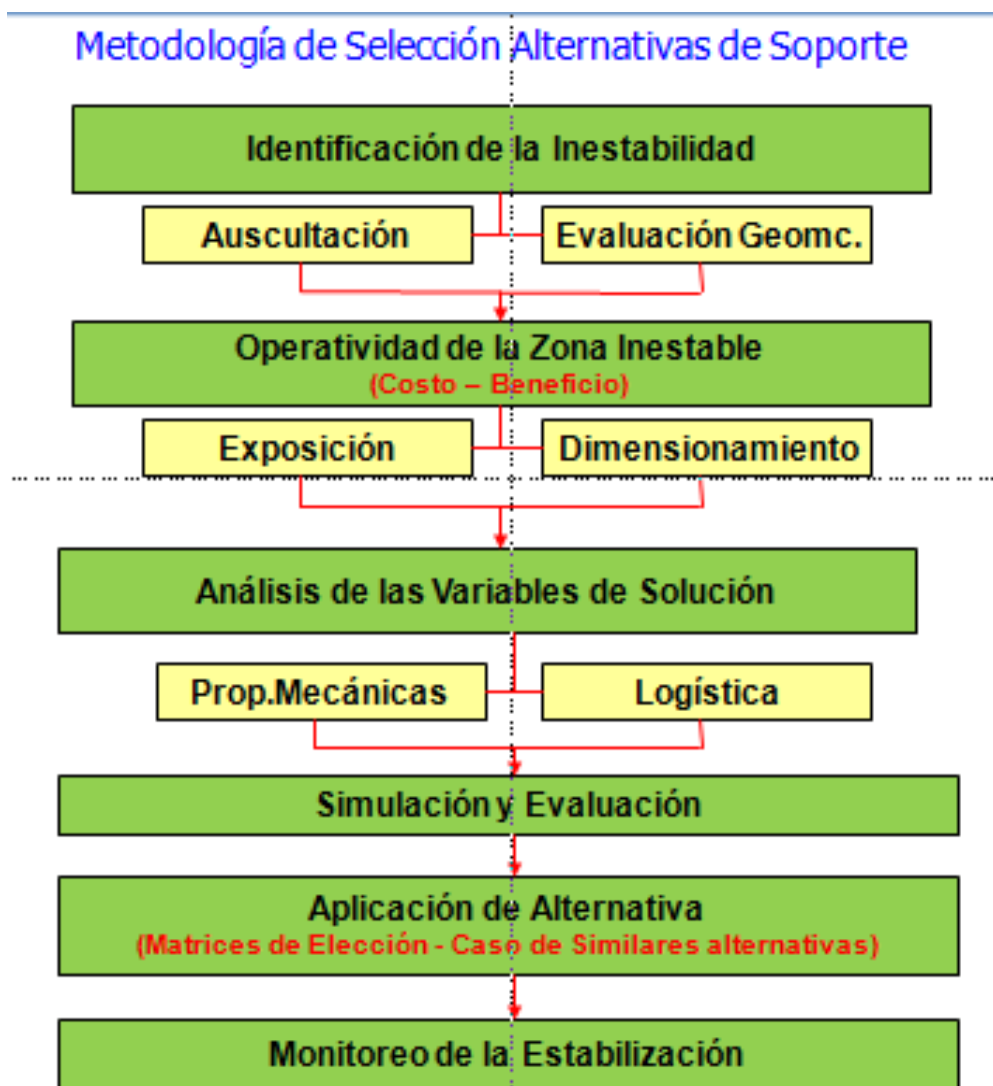 Metodología de Selección Alternativas de Soporte
Identificación de la Inestabilidad
Auscultación
Evaluación Geomc.
Operatividad de la Zona Inestable
(Costo – Beneficio)
Exposición
Dimensionamiento
Análisis de las Variables de Solución
Prop.Mecánicas
Logística
Simulación y Evaluación
Aplicación de Alternativa
(Matrices de Elección - Caso de Similares alternativas)
Monitoreo de la Estabilización